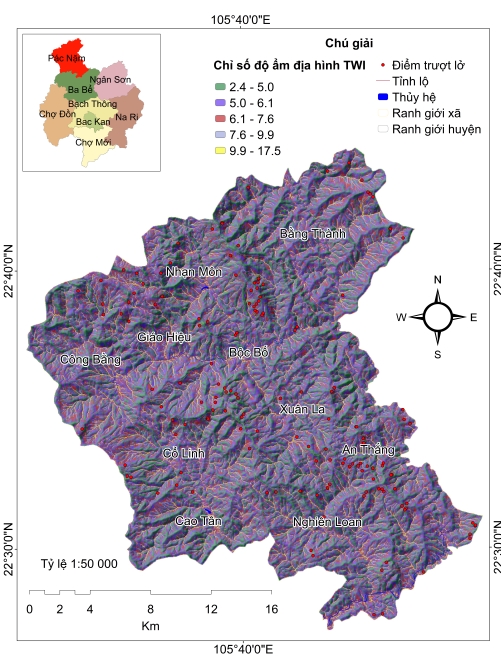 105°40'0"E
Chú giải
Chỉ số độ ẩm địa hình TWI
2.4 - 5.0
5.0 - 6.1
6.1 - 7.6
7.6 - 9.9
9.9 - 17.5
Điểm trượt lở
Tỉnh lộ
Thủy hệ
Ranh giới xã
Ranh giới huyện
Pác Nặm
Ngân Sơn
Ba Bể
Bạch Thông
Chợ Đồn
Na Rì
Bac Kan
Chợ Mới
Bằng Thành
Nhạn Môn
22°40'0"N
22°40'0"N
N
W
E
S
Giáo Hiệu
Công Bằng
Bộc Bố
Xuân La
An Thắng
Cổ Linh
Cao Tân
Nghiên Loan
22°30'0"N
22°30'0"N
Tỷ lệ 1:50 000
0 2 4 8 12 16
Km
105°40'0"E